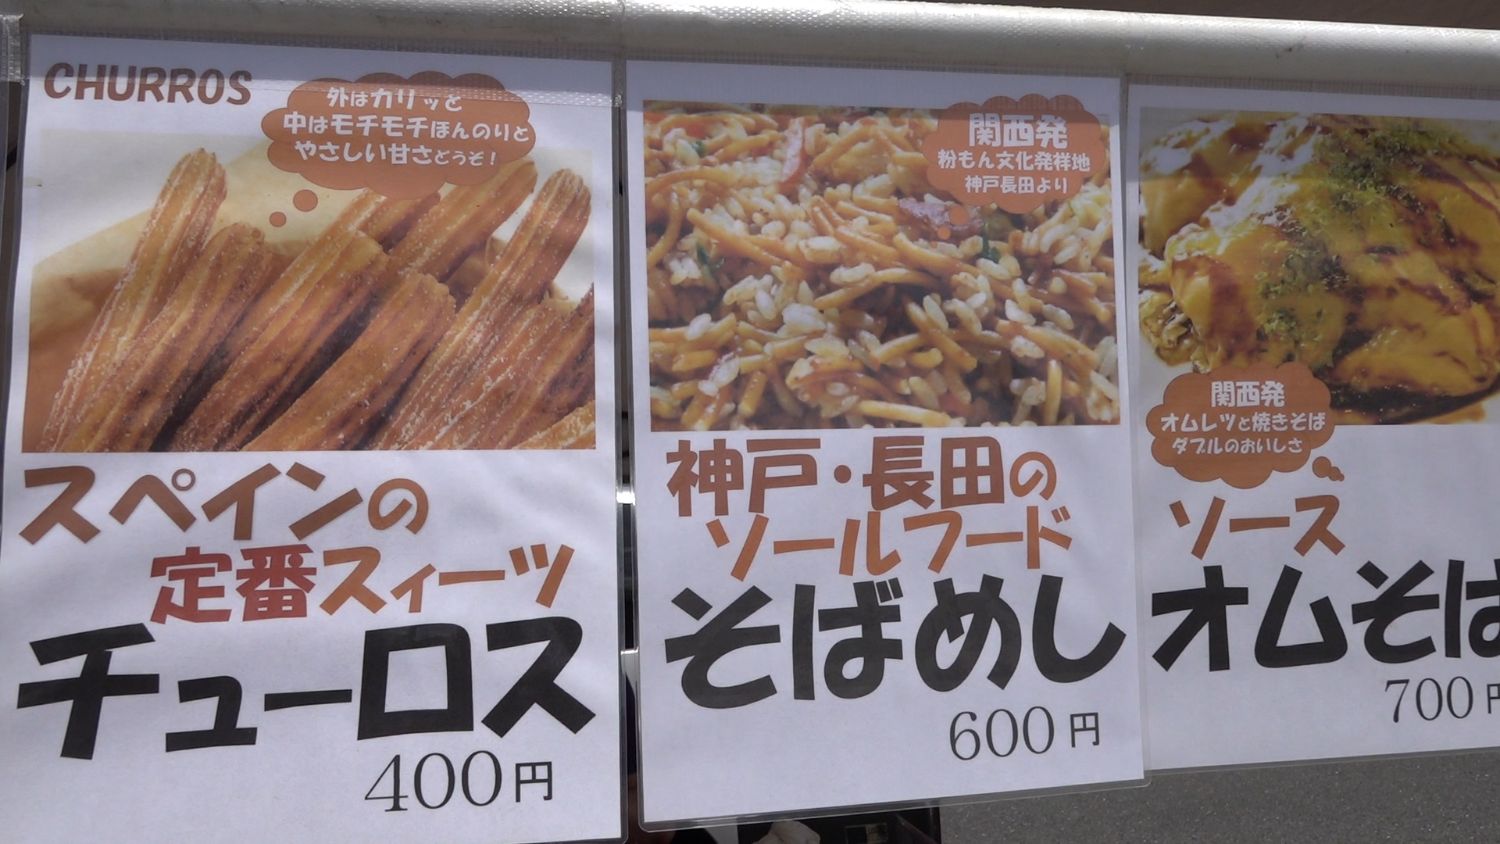 CHURROS
外はカリッと
中はモチモチほんのりと
やさしい甘さどうぞ!
スペインの
定番スィーツ
チューロス
400円
関西発
粉もん文化発祥地
神戸長田より
神戸・長田の
ソールフード
そばめし
600円
関西発
オムレツと焼きそば
ダブルのおいしさ
ソース
オムそば
700円